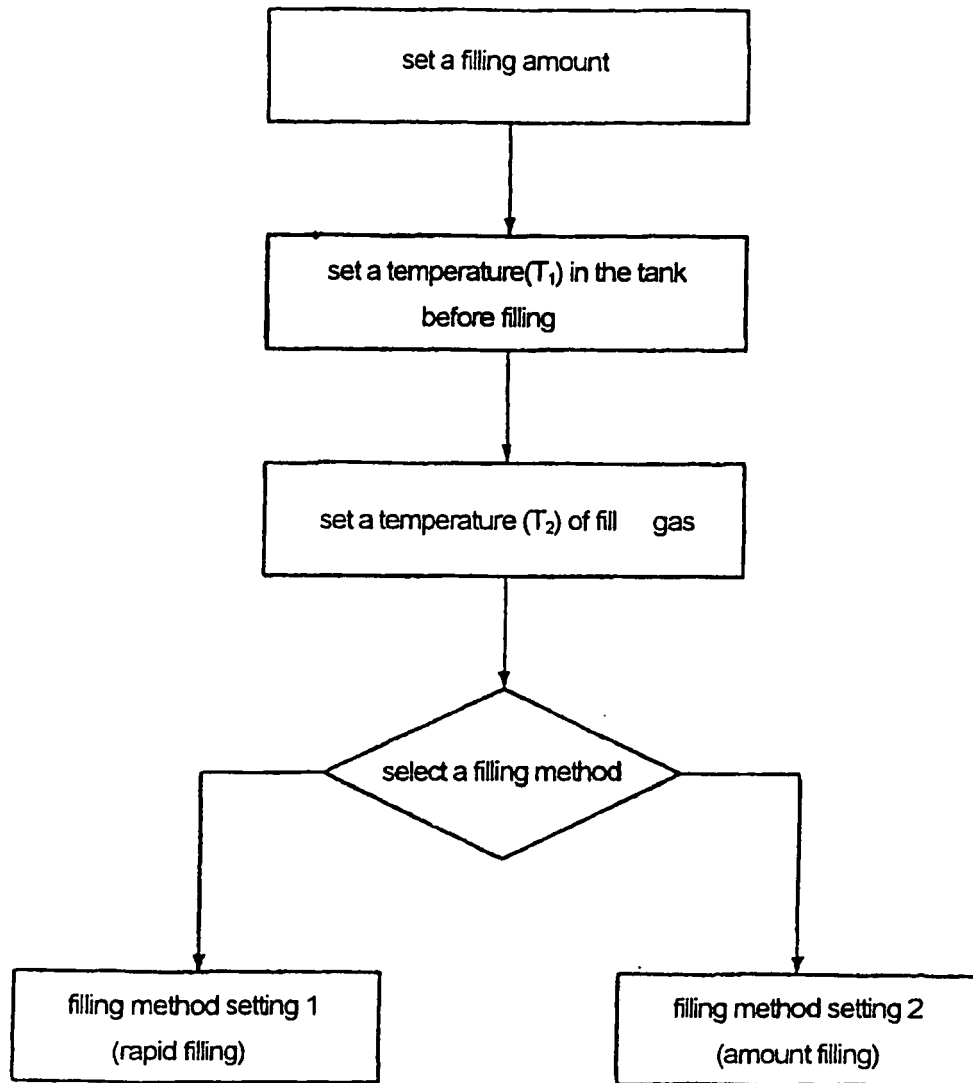 set a filling amount
set a temperature(T₁) in the tank
before filling
set a temperature (T₂) of fill gas
select a filling method
filling method setting 1
(rapid filling)
filling method setting 2
(amount filling)